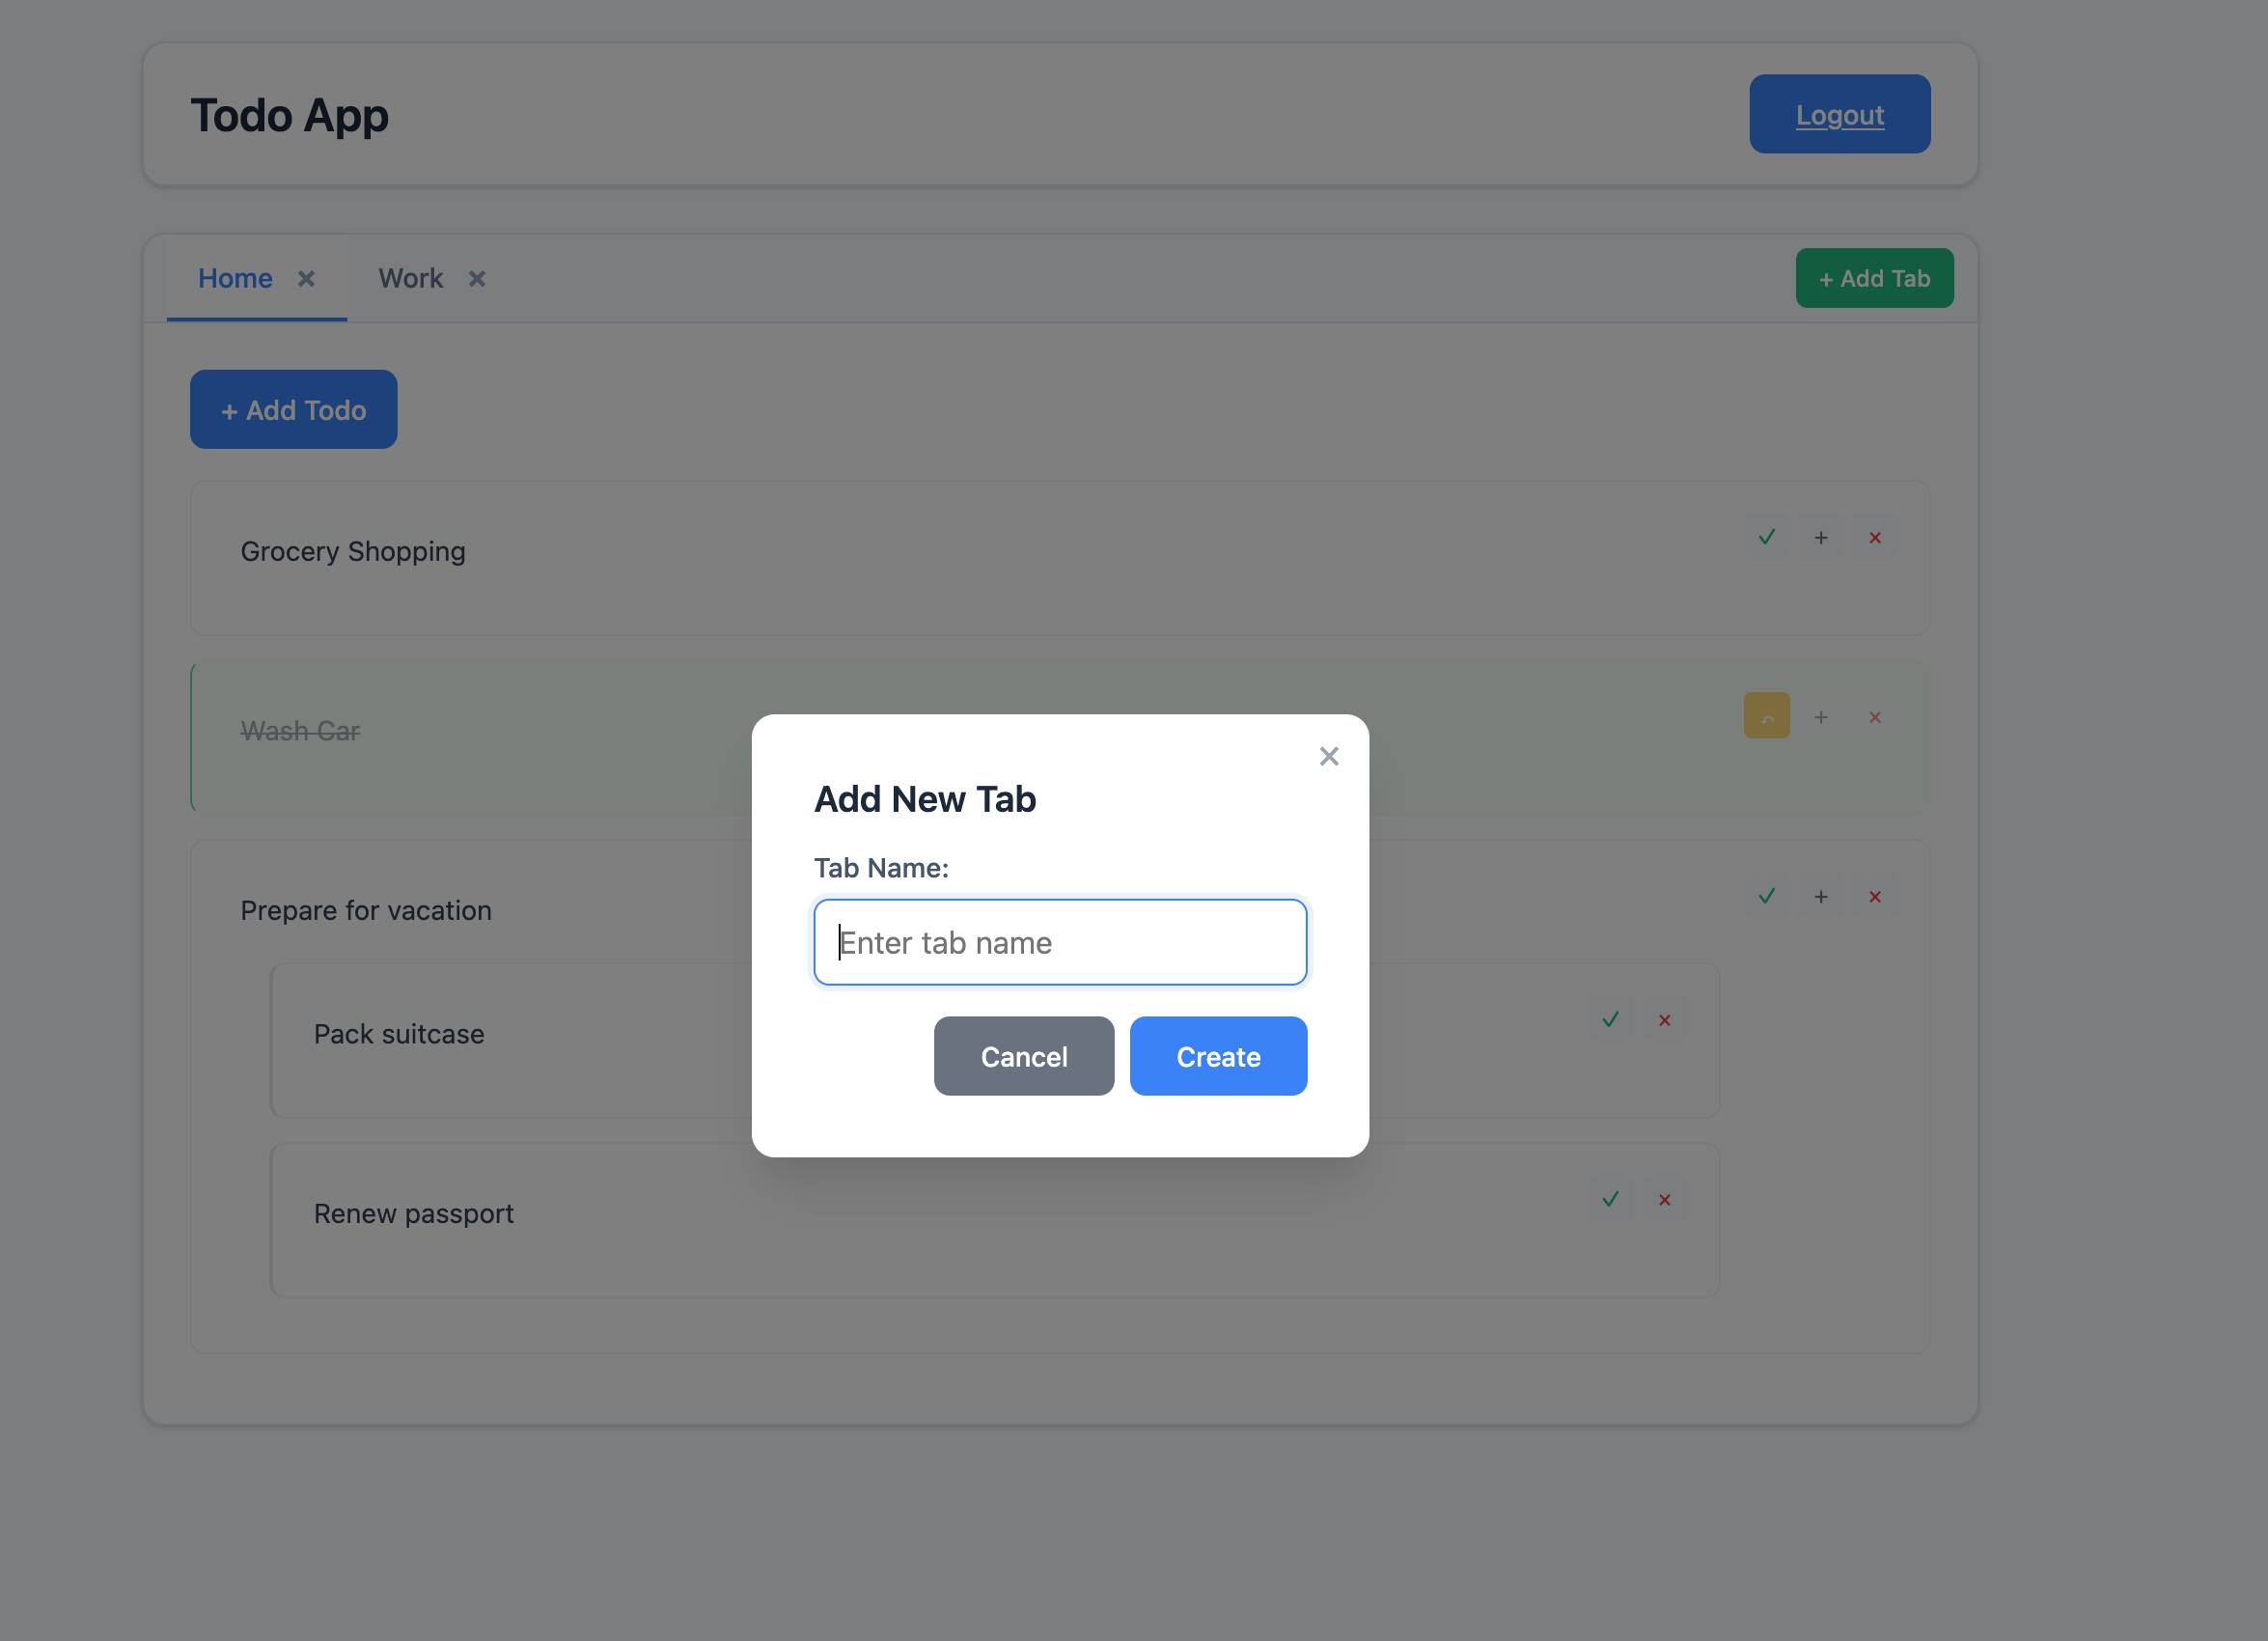 Todo App
Logout
Home ×
Work ×
+ Add Tab
+ Add Todo
Grocery Shopping
✓ + ×
Wash Car
↶ + ×
Prepare for vacation
✓ + ×
Pack suitcase
✓ ×
Renew passport
✓ ×
×
Add New Tab
Tab Name:
Enter tab name
Cancel
Create